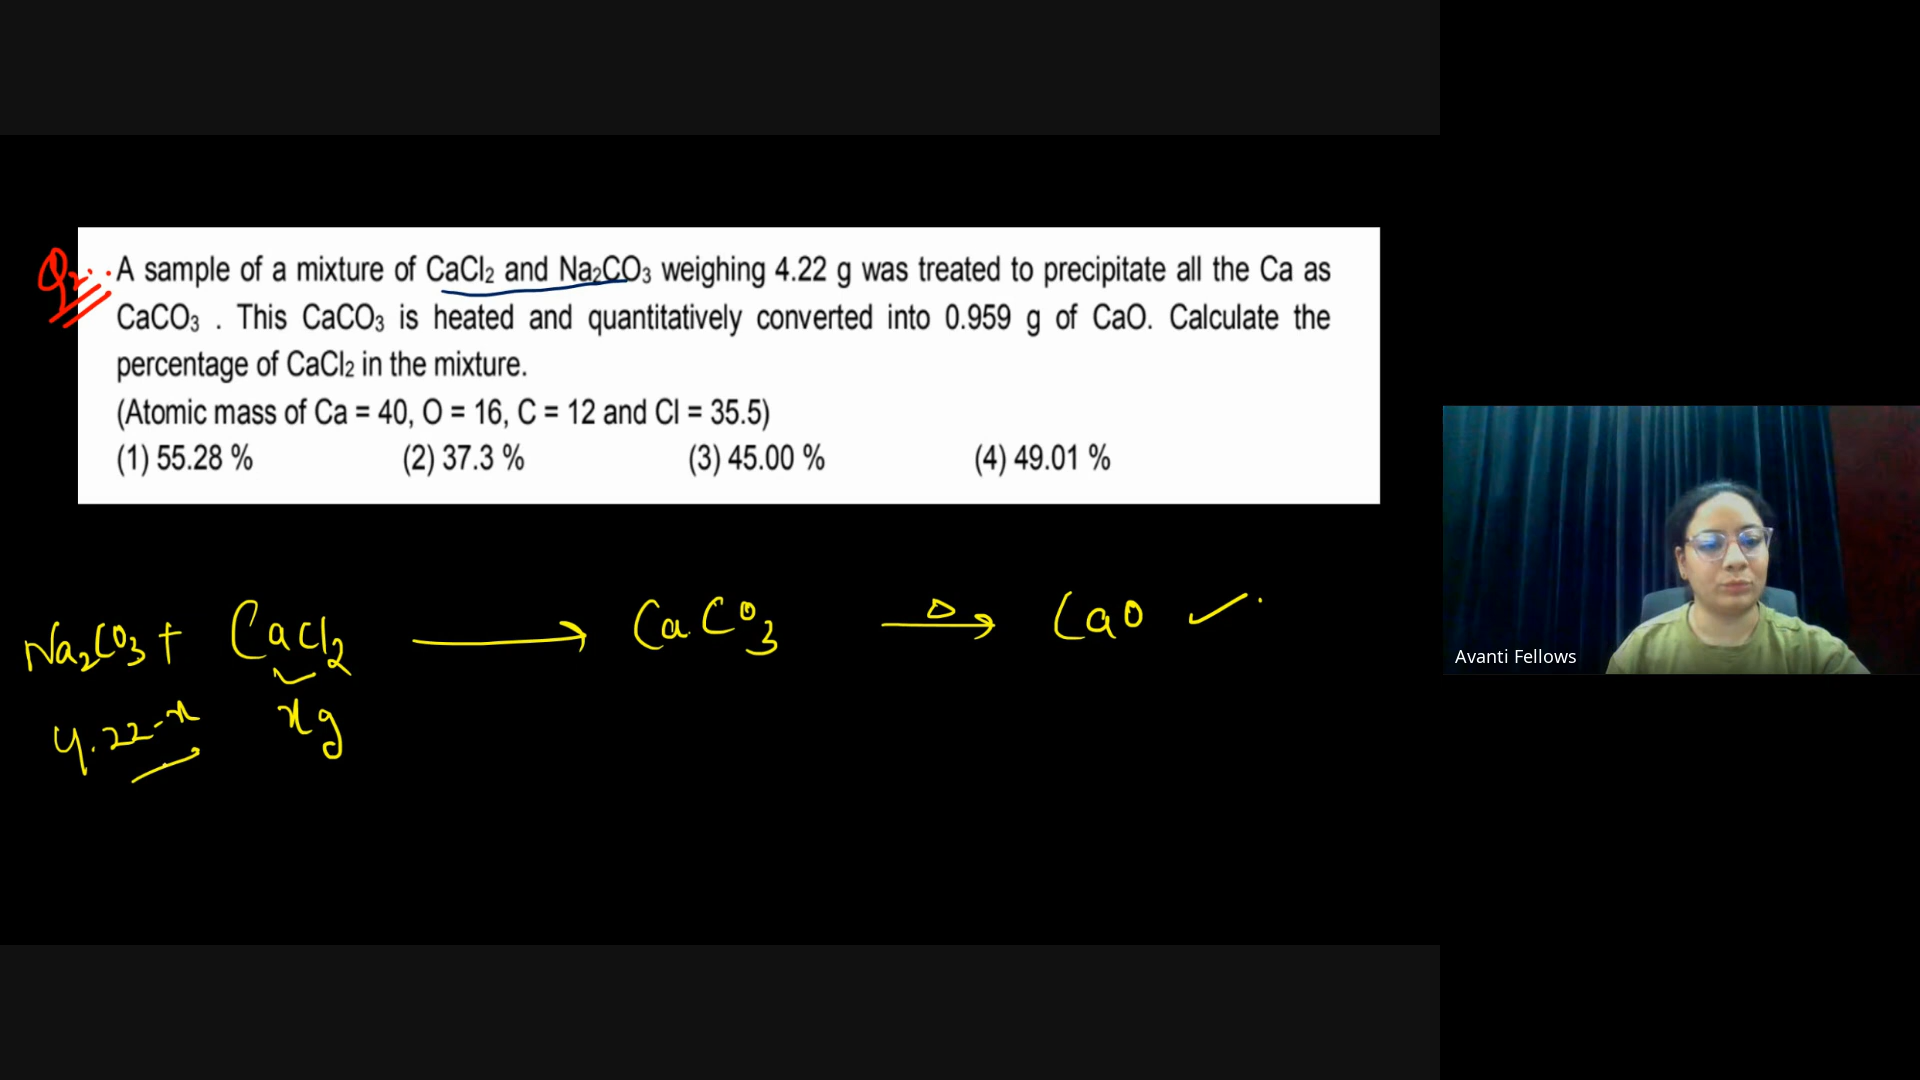 Q2. A sample of a mixture of CaCl₂ and Na₂CO₃ weighing 4.22 g was treated to precipitate all the Ca as
CaCO₃ . This CaCO₃ is heated and quantitatively converted into 0.959 g of CaO. Calculate the
percentage of CaCl₂ in the mixture.
(Atomic mass of Ca = 40, O = 16, C = 12 and Cl = 35.5)
(1) 55.28 % (2) 37.3 % (3) 45.00 % (4) 49.01 %
Na₂CO₃ + CaCl₂ ⟶ CaCO₃ —Δ→ CaO ✓
4.22-x x g
Avanti Fellows